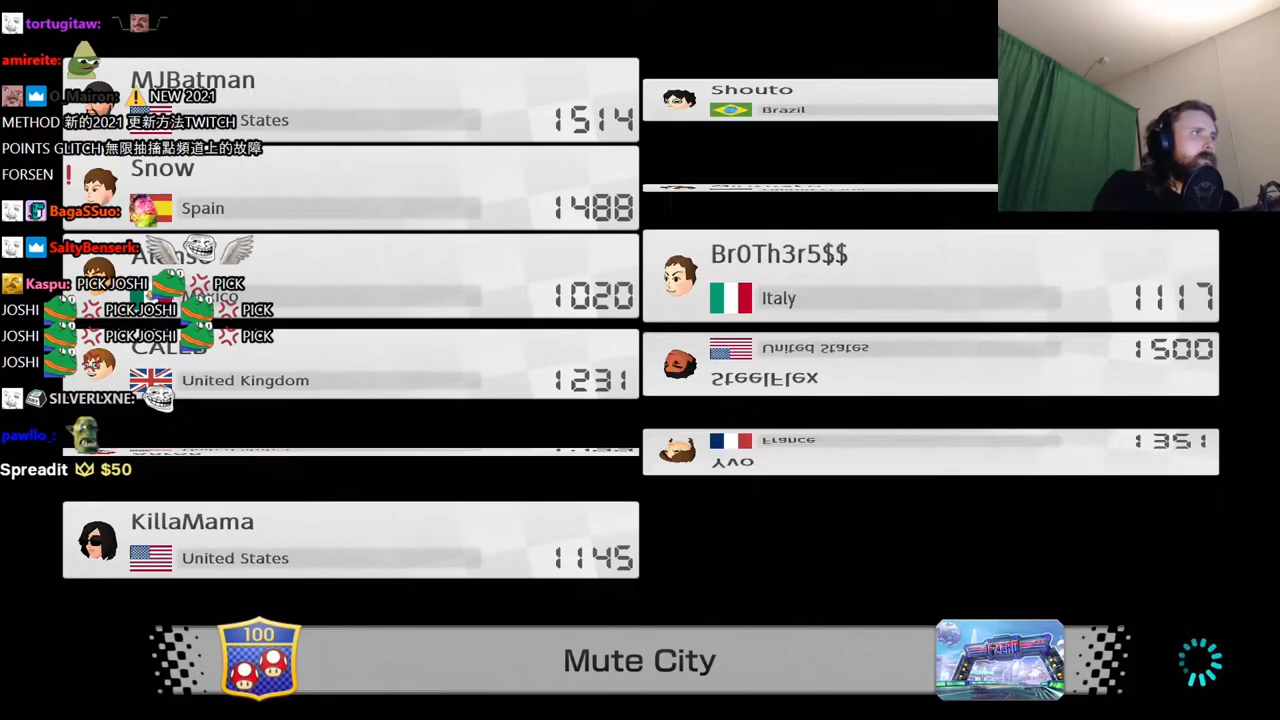 tortugitaw:
amireite:
MJBatman
O_Mairon: ⚠ NEW 2021
METHOD 新的2021 更新方法TWITCH
States
1514
POINTS GLITCH 無限抽搐點頻道上的故障
FORSEN
Snow
Spain
1488
BagaSSuo:
SaltyBenserk:
Kaspu: PICK JOSHI PICK
JOSHI PICK JOSHI PICK
JOSHI PICK JOSHI PICK
JOSHI
1020
United Kingdom
1231
SILVERLXNE:
pawllo_:
Spreadit $50
KillaMama
United States
1145
Shouto
Brazil
Br0Th3r5$$
Italy
1117
United States
1500
SteelFlex
France
1351
Yvo
100
Mute City